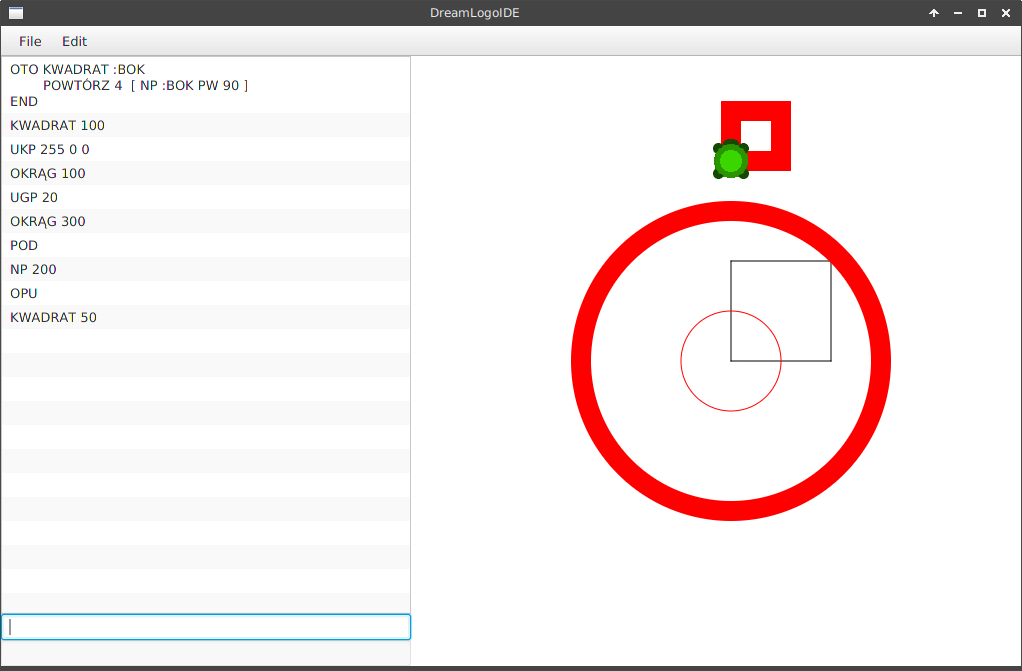 DreamLogoIDE
File Edit
OTO KWADRAT :BOK
POWTÓRZ 4 [ NP :BOK PW 90 ]
END
KWADRAT 100
UKP 255 0 0
OKRĄG 100
UGP 20
OKRĄG 300
POD
NP 200
OPU
KWADRAT 50